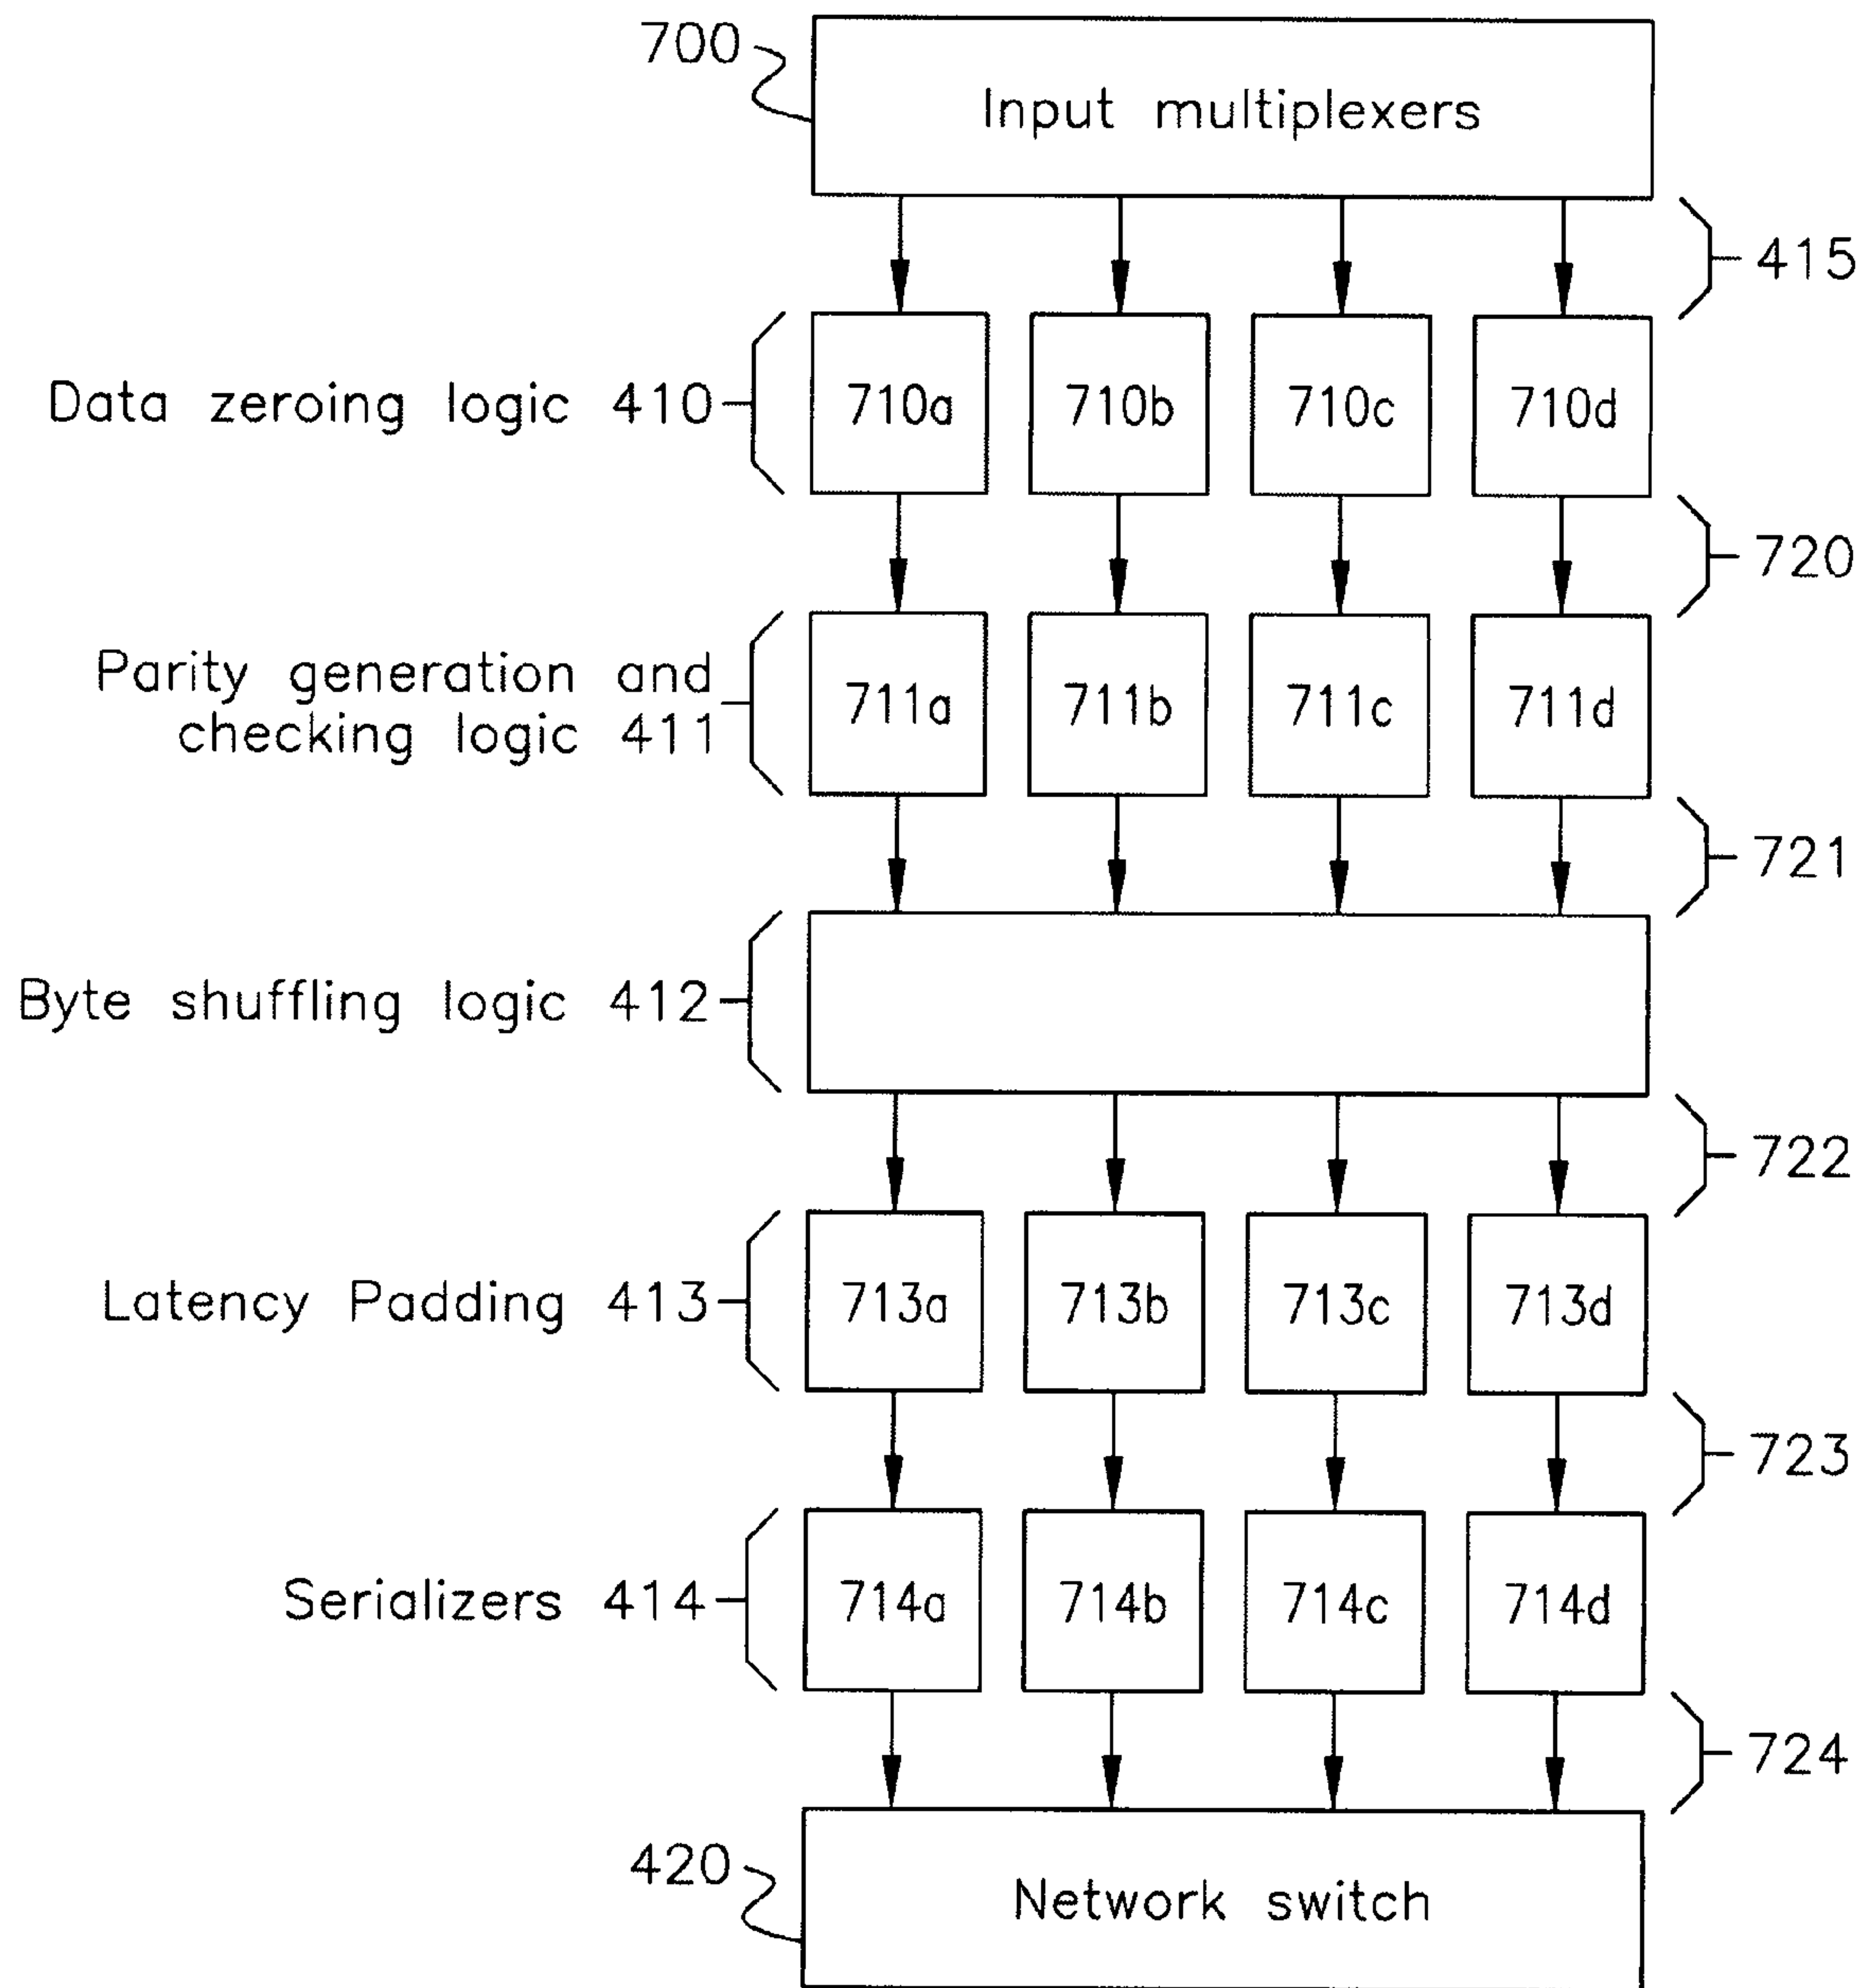 700
Input multiplexers
415
Data zeroing logic 410
710a 710b 710c 710d
720
Parity generation and
checking logic 411
711a 711b 711c 711d
721
Byte shuffling logic 412
722
Latency Padding 413
713a 713b 713c 713d
723
Serializers 414
714a 714b 714c 714d
724
420
Network switch